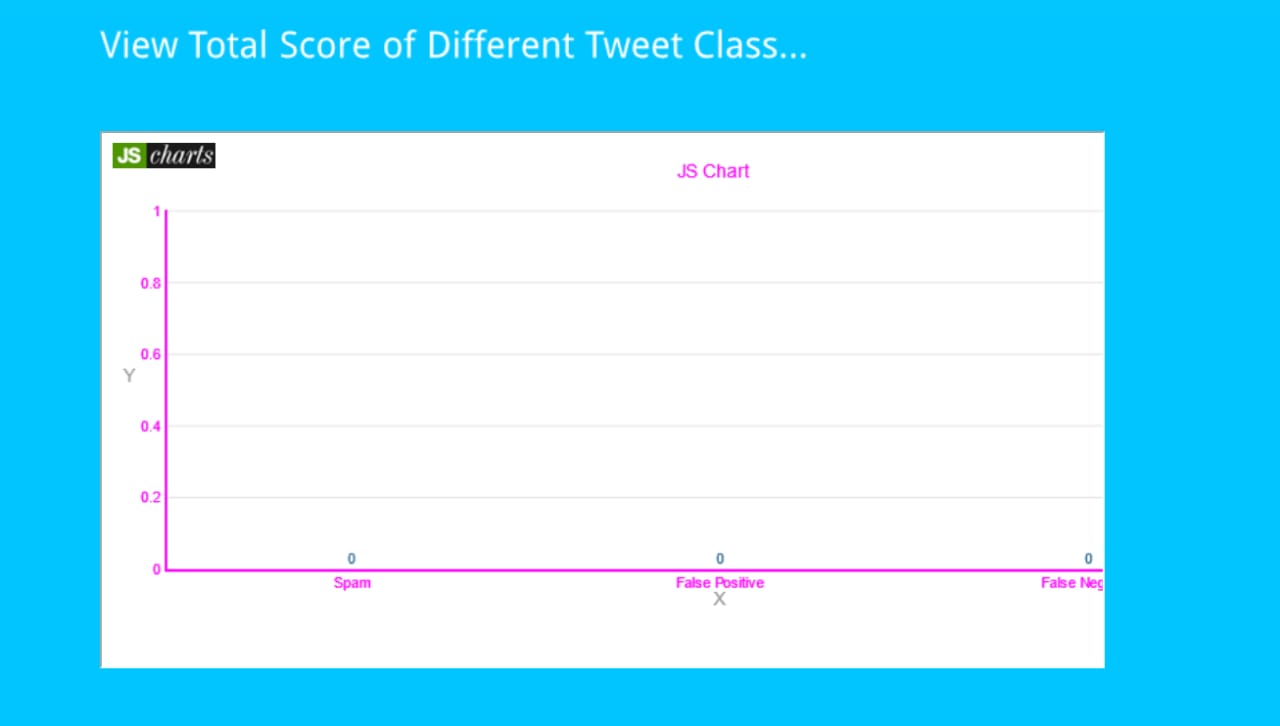 View Total Score of Different Tweet Class...
JS charts
JS Chart
1
0.8
0.6
Y
0.4
0.2
0 0 0
0
Spam False Positive False Neg
X